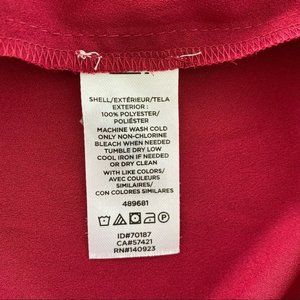 SHELL/EXTÉRIEUR/TELA
EXTERIOR :
100% POLYESTER/
POLIÉSTER
MACHINE WASH COLD
ONLY NON-CHLORINE
BLEACH WHEN NEEDED
TUMBLE DRY LOW
COOL IRON IF NEEDED
OR DRY CLEAN
WITH LIKE COLORS/
AVEC COULEURS
SIMILAIRES/
CON COLORES SIMILARES
489681
ID#70187
CA#57421
RN#140923